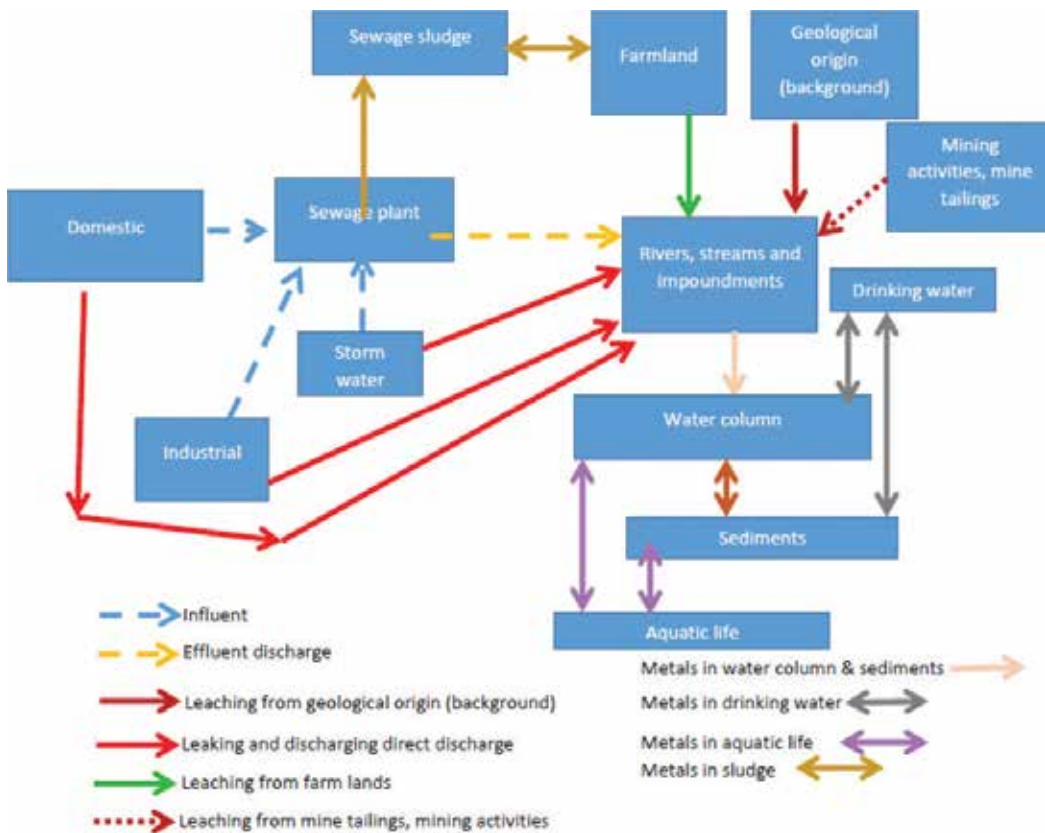 Sewage sludge
Farmland
Geological
origin
(background)
Mining
activities, mine
tailings
Domestic
Sewage plant
Rivers, streams and
impoundments
Drinking water
Storm
water
Industrial
Water column
Sediments
Aquatic life
Influent
Effluent discharge
Leaching from geological origin (background)
Leaking and discharging direct discharge
Leaching from farm lands
Leaching from mine tailings, mining activities
Metals in water column & sediments
Metals in drinking water
Metals in aquatic life
Metals in sludge